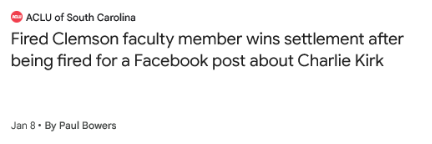 ACLU of South Carolina
Fired Clemson faculty member wins settlement after
being fired for a Facebook post about Charlie Kirk
Jan 8 • By Paul Bowers